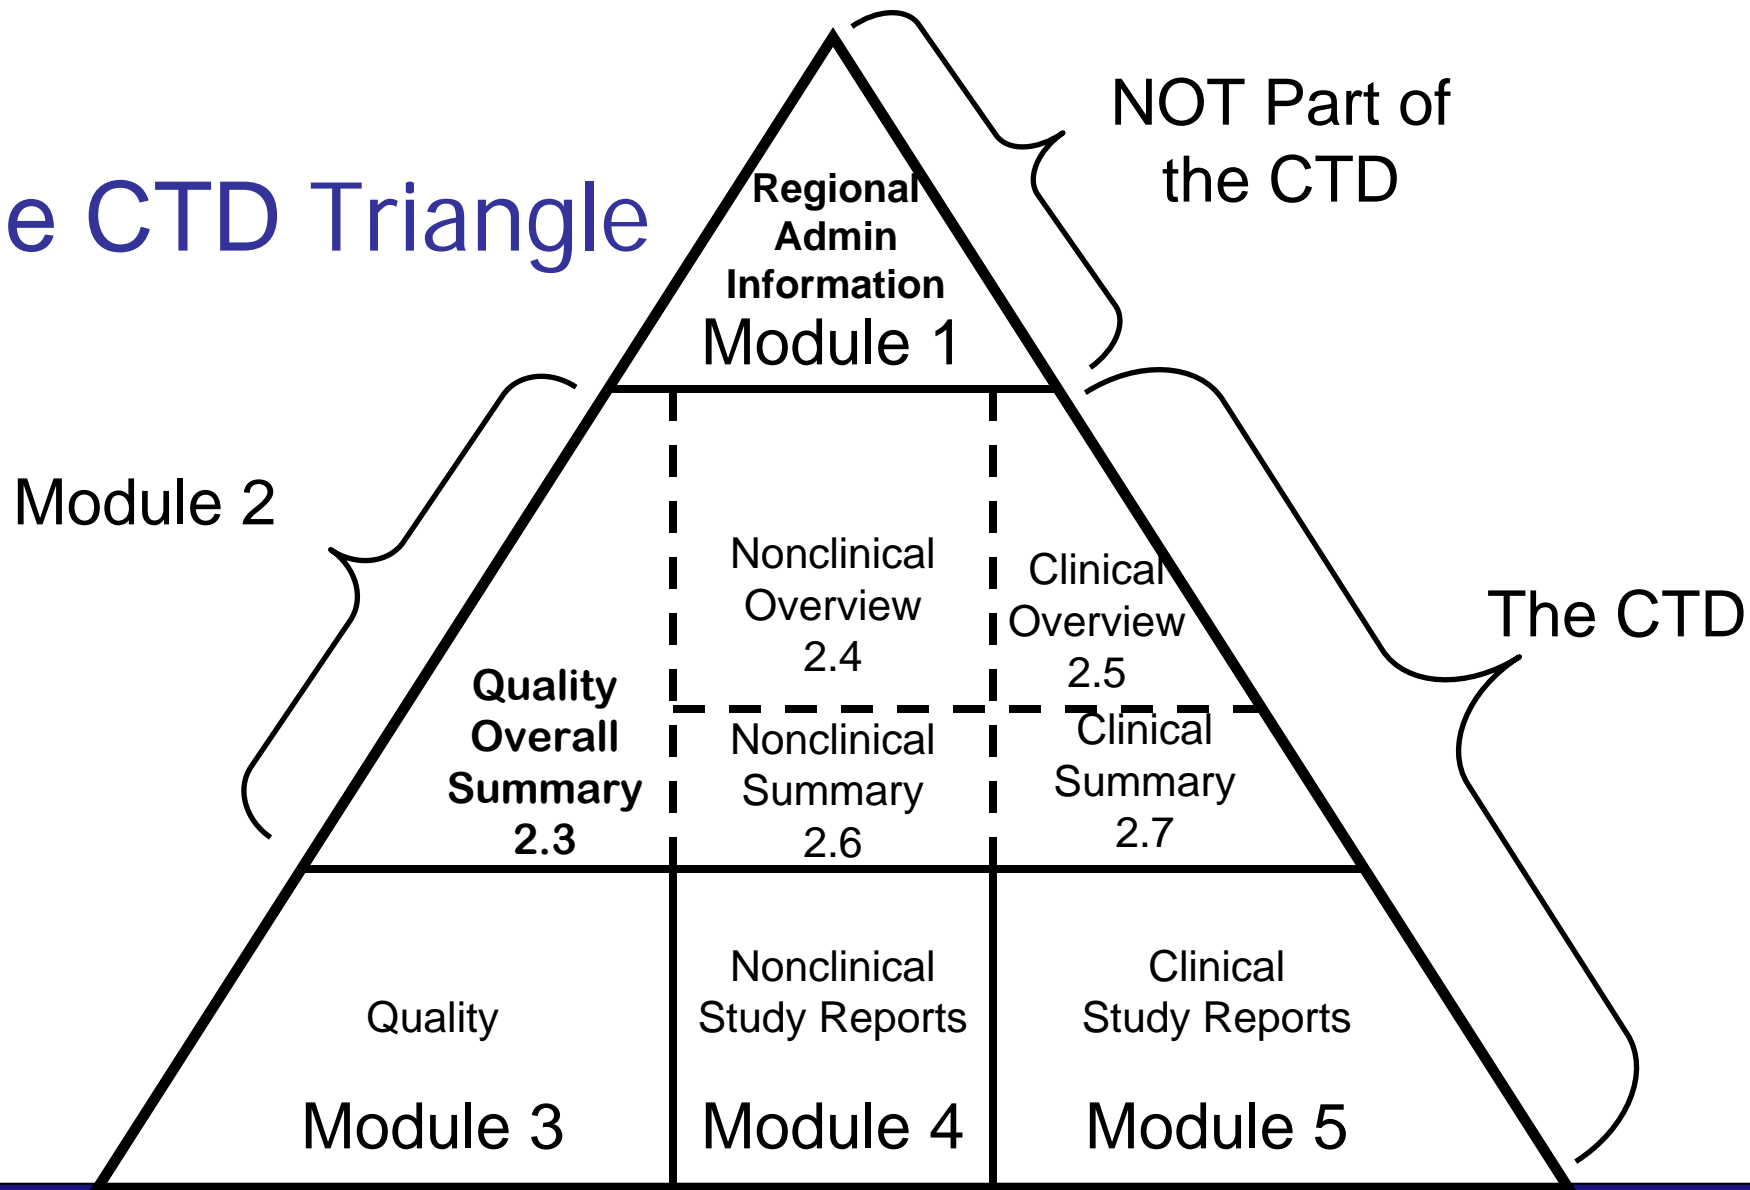 e CTD Triangle
NOT Part of
the CTD
Regional
Admin
Information
Module 1
Module 2
Nonclinical
Overview
2.4
Clinical
Overview
2.5
The CTD
Quality
Overall
Summary
2.3
Nonclinical
Summary
2.6
Clinical
Summary
2.7
Quality
Module 3
Nonclinical
Study Reports
Module 4
Clinical
Study Reports
Module 5